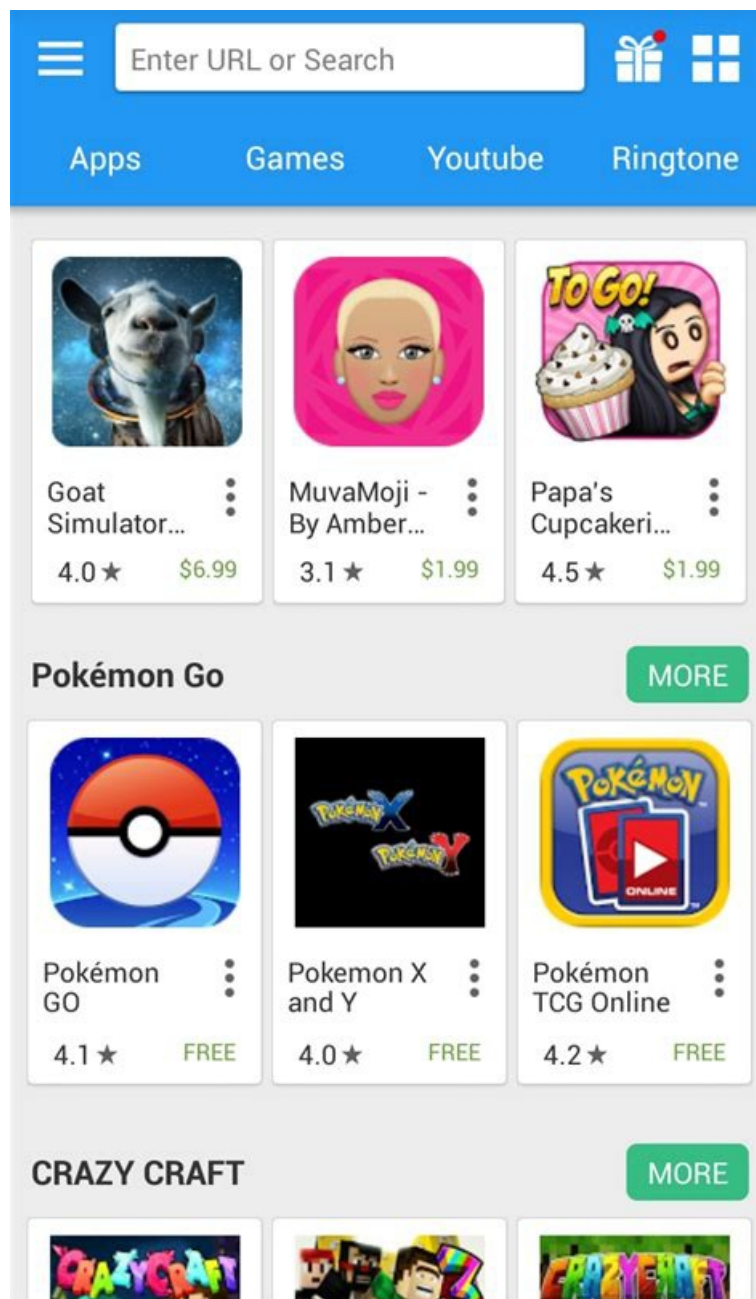 Enter URL or Search
Apps Games Youtube Ringtone
TO GO!
Goat
Simulator...
4.0★ $6.99
MuvaMoji -
By Amber...
3.1★ $1.99
Papa's
Cupcakeri...
4.5★ $1.99
Pokémon Go MORE
Pokémon
GO
4.1★ FREE
POKéMON X
POKéMON Y
Pokemon X
and Y
4.0★ FREE
POKéMON
ONLINE
Pokémon
TCG Online
4.2★ FREE
CRAZY CRAFT MORE
CRAZYCRAFT
CRAZYCRAFT